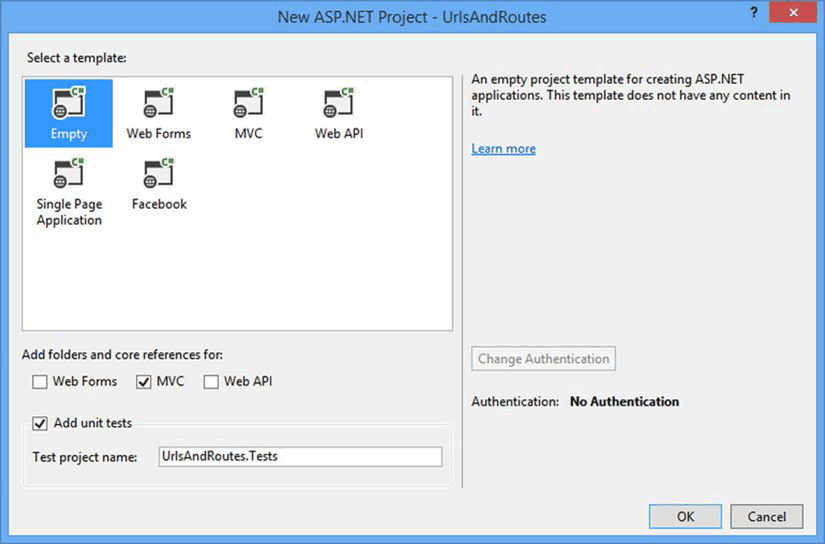 New ASP.NET Project - UrlsAndRoutes
?
Select a template:
Empty
Web Forms
MVC
Web API
Single Page
Application
Facebook
An empty project template for creating ASP.NET
applications. This template does not have any content in
it.
Learn more
Add folders and core references for:
Web Forms
MVC
Web API
Add unit tests
Test project name:
UrlsAndRoutes.Tests
Change Authentication
Authentication: No Authentication
OK
Cancel